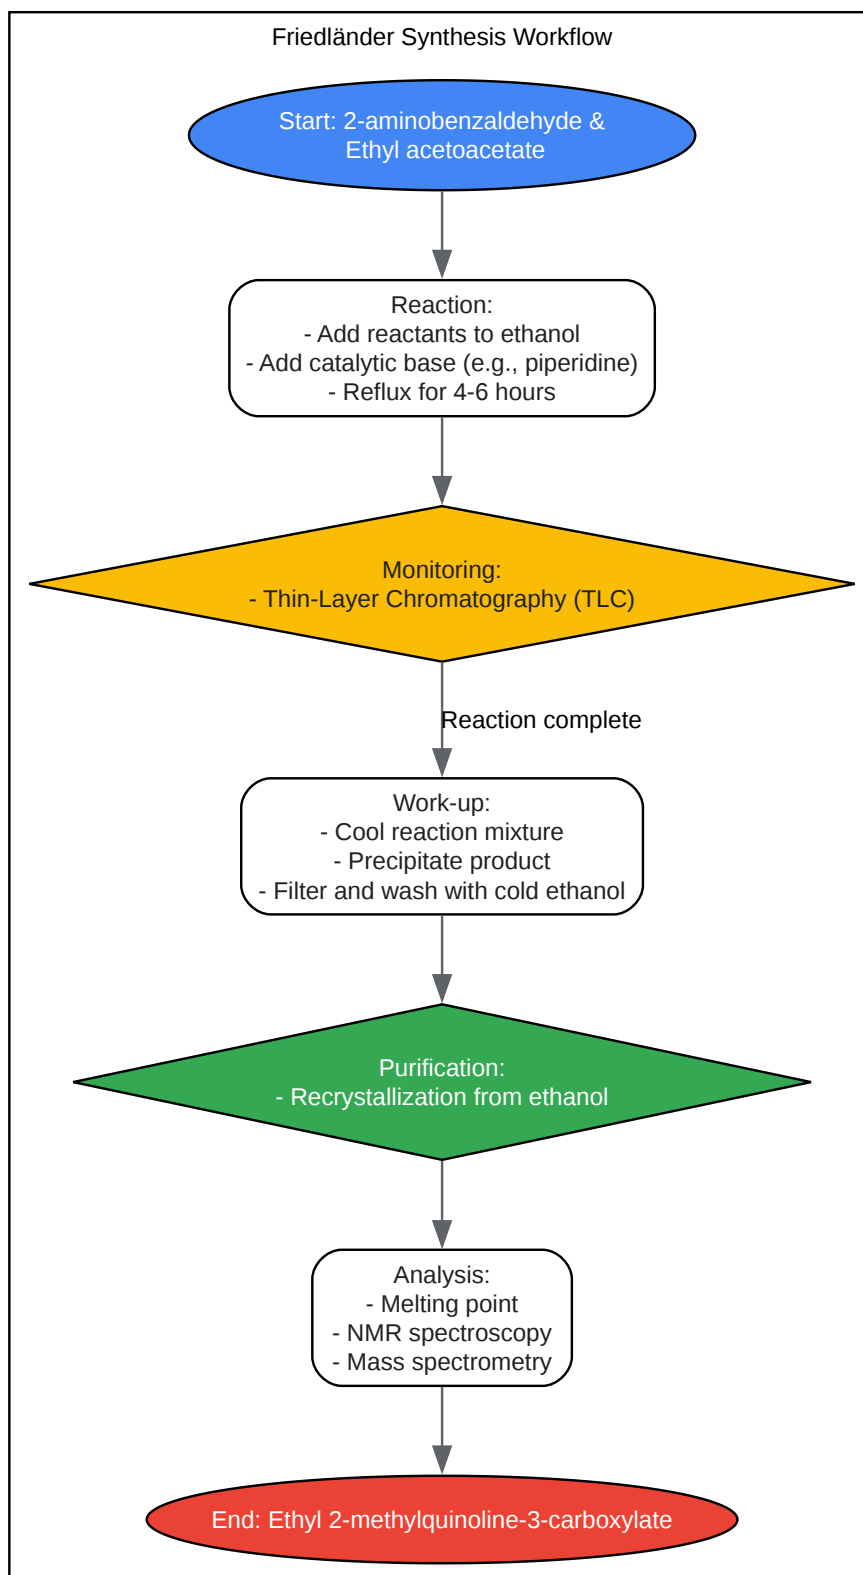 Friedländer Synthesis Workflow
Start: 2-aminobenzaldehyde &
Ethyl acetoacetate
Reaction:
- Add reactants to ethanol
- Add catalytic base (e.g., piperidine)
- Reflux for 4-6 hours
Monitoring:
- Thin-Layer Chromatography (TLC)
Reaction complete
Work-up:
- Cool reaction mixture
- Precipitate product
- Filter and wash with cold ethanol
Purification:
- Recrystallization from ethanol
Analysis:
- Melting point
- NMR spectroscopy
- Mass spectrometry
End: Ethyl 2-methylquinoline-3-carboxylate